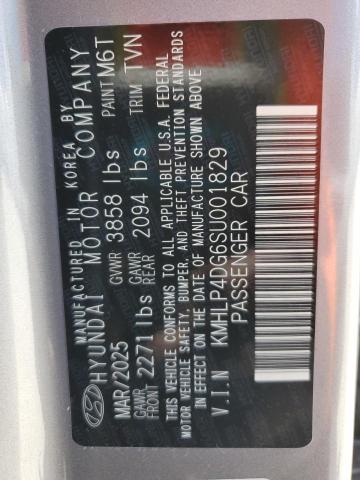 MANUFACTURED IN KOREA BY
HYUNDAI MOTOR COMPANY
MAR/2025 GVWR 3858 lbs PAINT M6T
GAWR FRONT 2271 lbs GAWR REAR 2094 lbs TRIM TVN
THIS VEHICLE CONFORMS TO ALL APPLICABLE U.S.A. FEDERAL
MOTOR VEHICLE SAFETY, BUMPER, AND THEFT PREVENTION STANDARDS
IN EFFECT ON THE DATE OF MANUFACTURE SHOWN ABOVE
V.I.N KMHLP4DG6SU001829
PASSENGER CAR